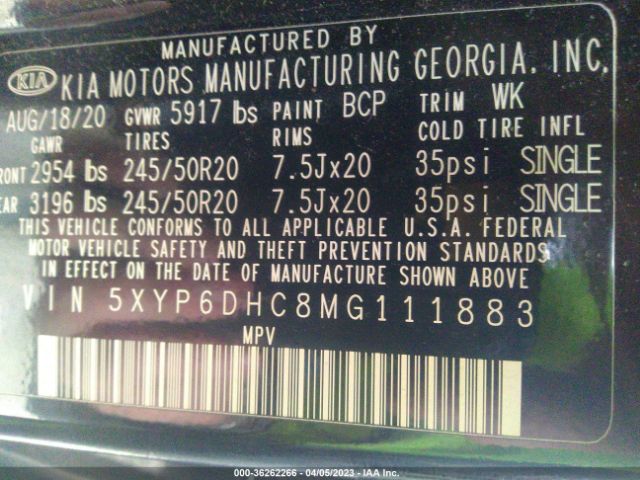 MANUFACTURED BY
KIA KIA MOTORS MANUFACTURING GEORGIA, INC.
AUG/18/20 GVWR 5917 lbs PAINT BCP TRIM WK
GAWR TIRES RIMS COLD TIRE INFL
FRONT 2954 lbs 245/50R20 7.5Jx20 35psi SINGLE
REAR 3196 lbs 245/50R20 7.5Jx20 35psi SINGLE
THIS VEHICLE CONFORMS TO ALL APPLICABLE U.S.A. FEDERAL
MOTOR VEHICLE SAFETY AND THEFT PREVENTION STANDARDS
IN EFFECT ON THE DATE OF MANUFACTURE SHOWN ABOVE
VIN 5XYP6DHC8MG111883
MPV
000-36262266 - 04/05/2023 - IAA Inc.